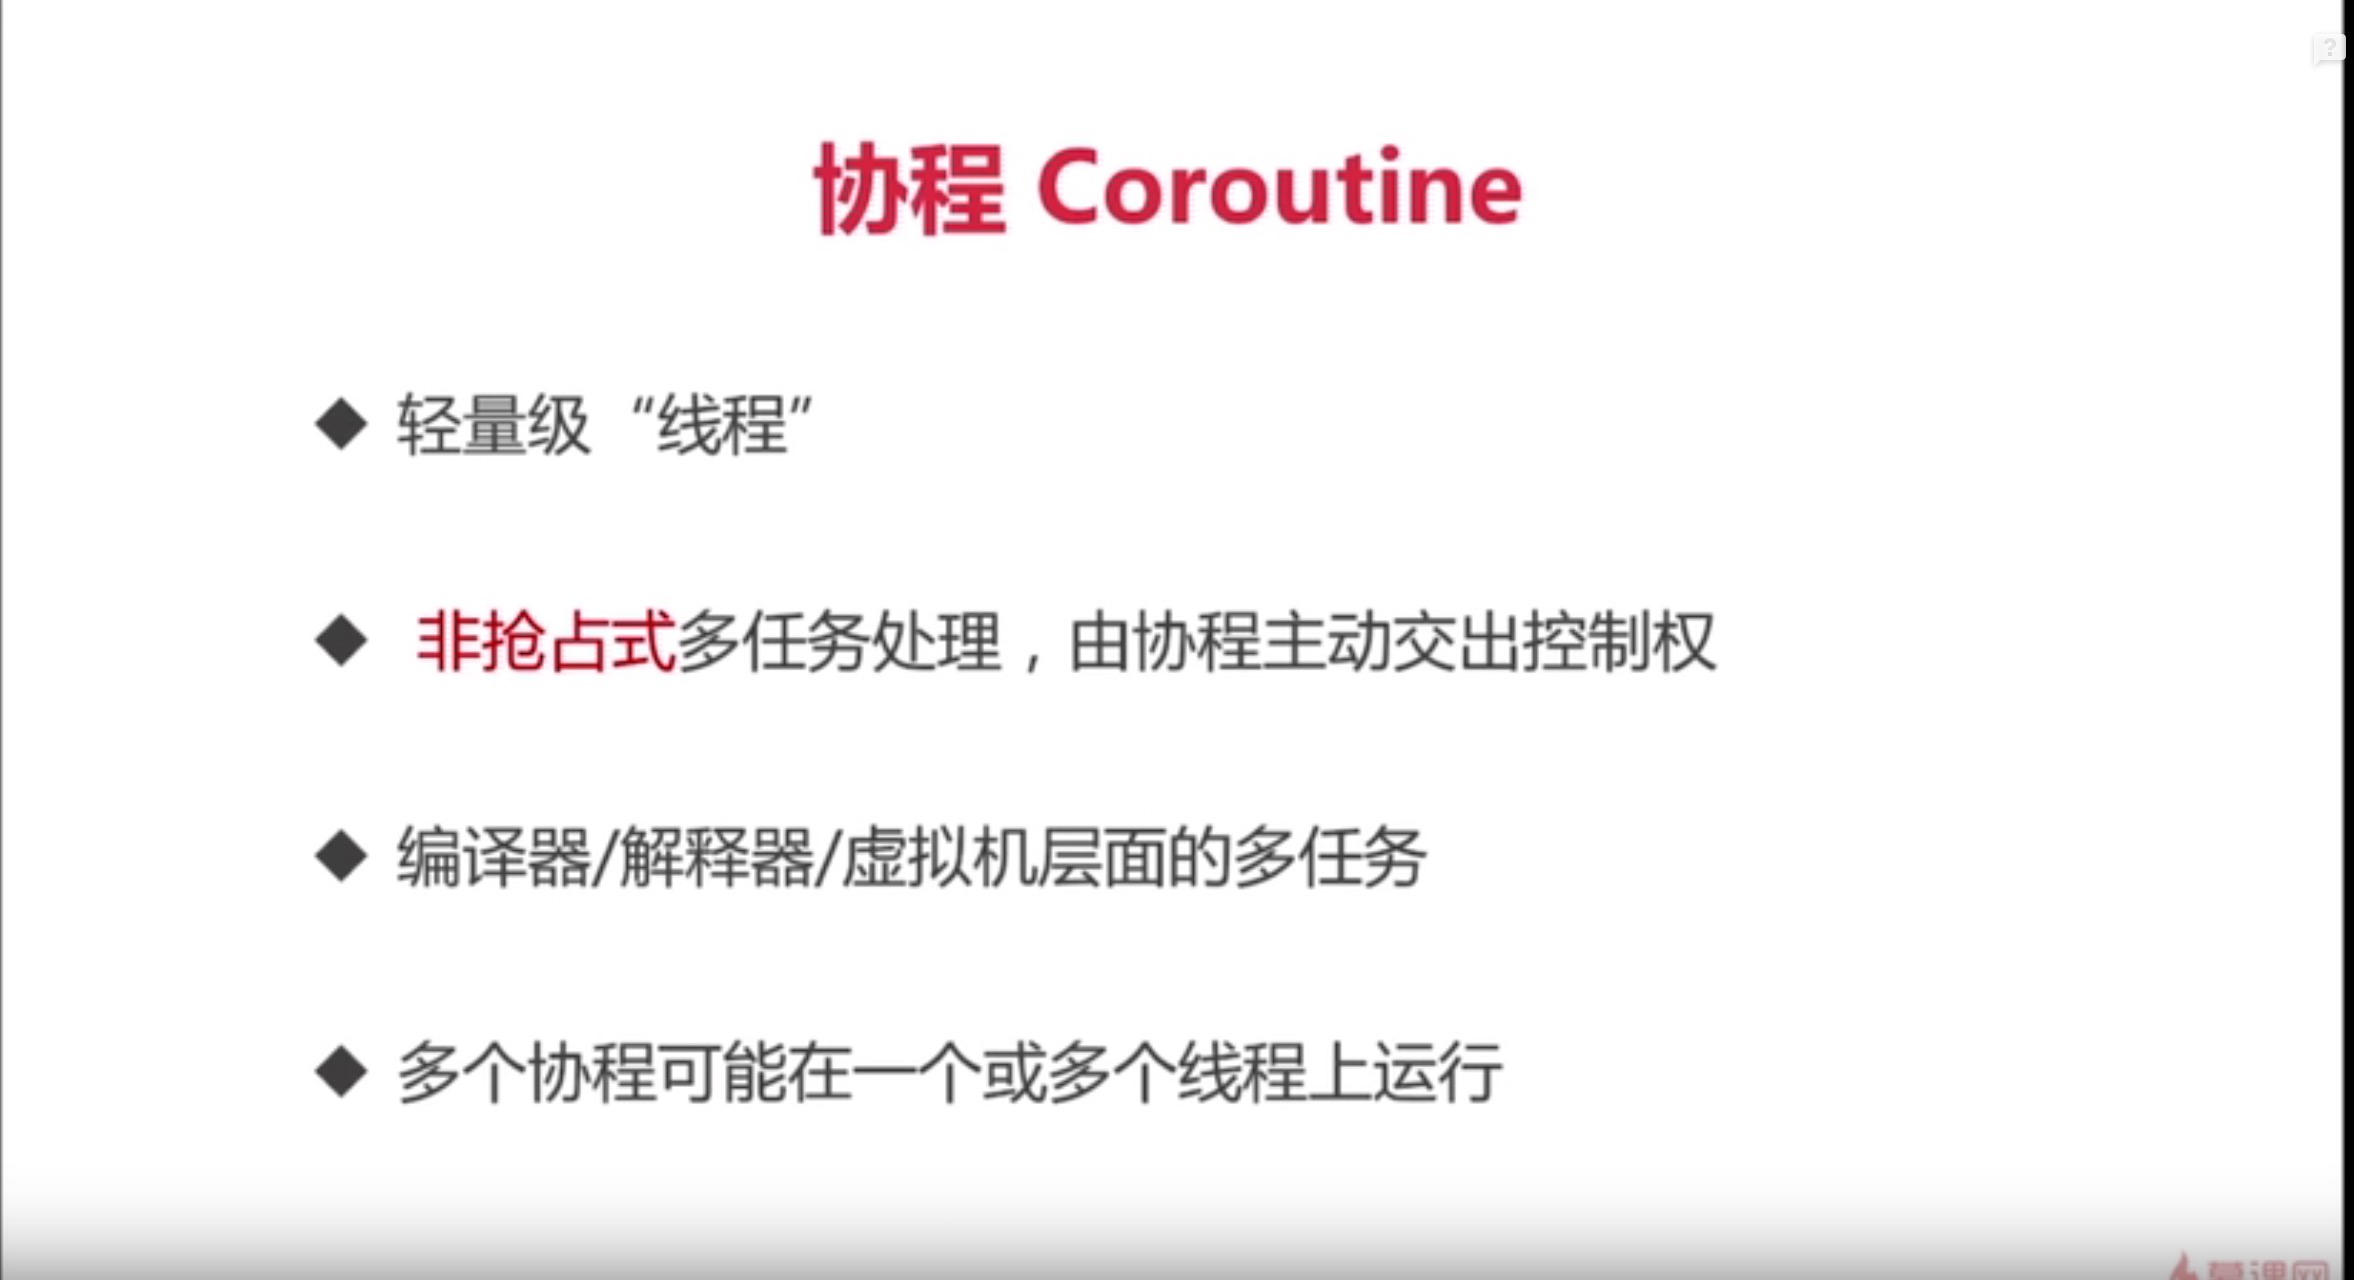 协程 Coroutine
◆ 轻量级“线程”
◆ 非抢占式多任务处理，由协程主动交出控制权
◆ 编译器/解释器/虚拟机层面的多任务
◆ 多个协程可能在一个或多个线程上运行
?